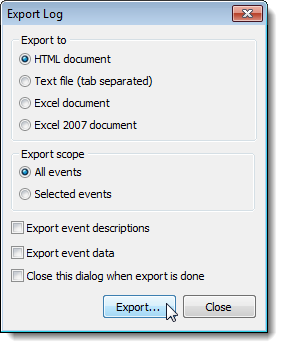 Export Log
Export to
HTML document
Text file (tab separated)
Excel document
Excel 2007 document
Export scope
All events
Selected events
Export event descriptions
Export event data
Close this dialog when export is done
Export...
Close